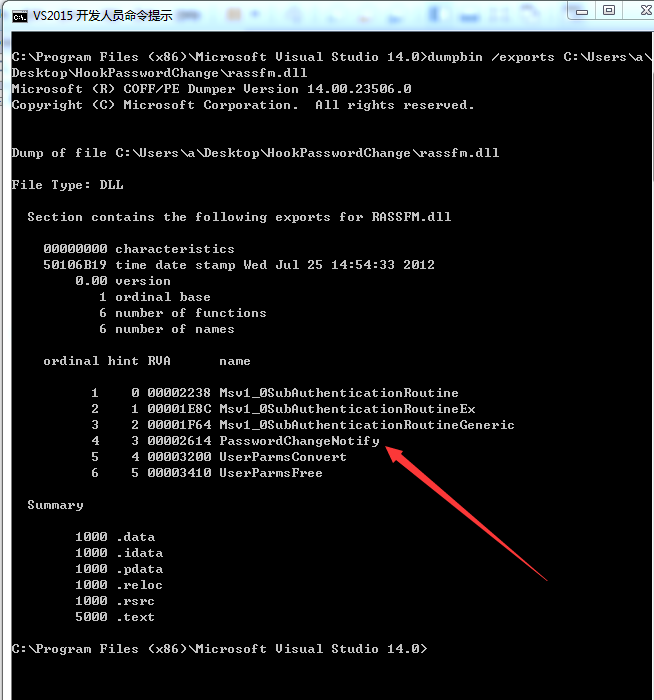 VS2015 开发人员命令提示
C:\Program Files (x86)\Microsoft Visual Studio 14.0>dumpbin /exports C:\Users\a\
Desktop\HookPasswordChange\rassfm.dll
Microsoft (R) COFF/PE Dumper Version 14.00.23506.0
Copyright (C) Microsoft Corporation.  All rights reserved.
Dump of file C:\Users\a\Desktop\HookPasswordChange\rassfm.dll
File Type: DLL
  Section contains the following exports for RASSFM.dll
    00000000 characteristics
    50106B19 time date stamp Wed Jul 25 14:54:33 2012
        0.00 version
           1 ordinal base
           6 number of functions
           6 number of names
    ordinal hint RVA      name
          1    0 00002238 Msv1_0SubAuthenticationRoutine
          2    1 00001E8C Msv1_0SubAuthenticationRoutineEx
          3    2 00001F64 Msv1_0SubAuthenticationRoutineGeneric
          4    3 00002614 PasswordChangeNotify
          5    4 00003200 UserParmsConvert
          6    5 00003410 UserParmsFree
  Summary
        1000 .data
        1000 .idata
        1000 .pdata
        1000 .reloc
        1000 .rsrc
        5000 .text
C:\Program Files (x86)\Microsoft Visual Studio 14.0>